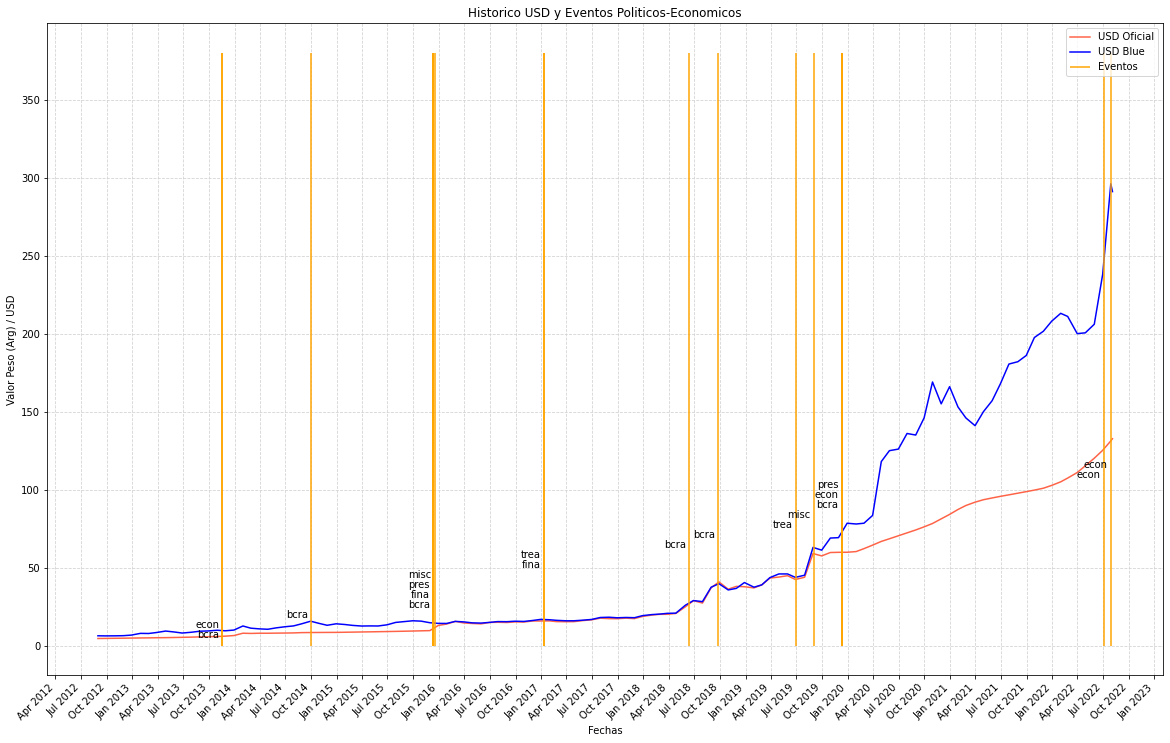 Historico USD y Eventos Politicos-Economicos
USD Oficial
USD Blue
Eventos
Valor Peso (Arg) / USD
350
300
250
200
150
100
50
0
econ
bcra
bcra
misc
pres
fina
bcra
trea
fina
bcra
bcra
misc
trea
pres
econ
bcra
econ
econ
Apr 2012
Jul 2012
Oct 2012
Jan 2013
Apr 2013
Jul 2013
Oct 2013
Jan 2014
Apr 2014
Jul 2014
Oct 2014
Jan 2015
Apr 2015
Jul 2015
Oct 2015
Jan 2016
Apr 2016
Jul 2016
Oct 2016
Jan 2017
Apr 2017
Jul 2017
Oct 2017
Jan 2018
Apr 2018
Jul 2018
Oct 2018
Jan 2019
Apr 2019
Jul 2019
Oct 2019
Jan 2020
Apr 2020
Jul 2020
Oct 2020
Jan 2021
Apr 2021
Jul 2021
Oct 2021
Jan 2022
Apr 2022
Jul 2022
Oct 2022
Jan 2023
Fechas